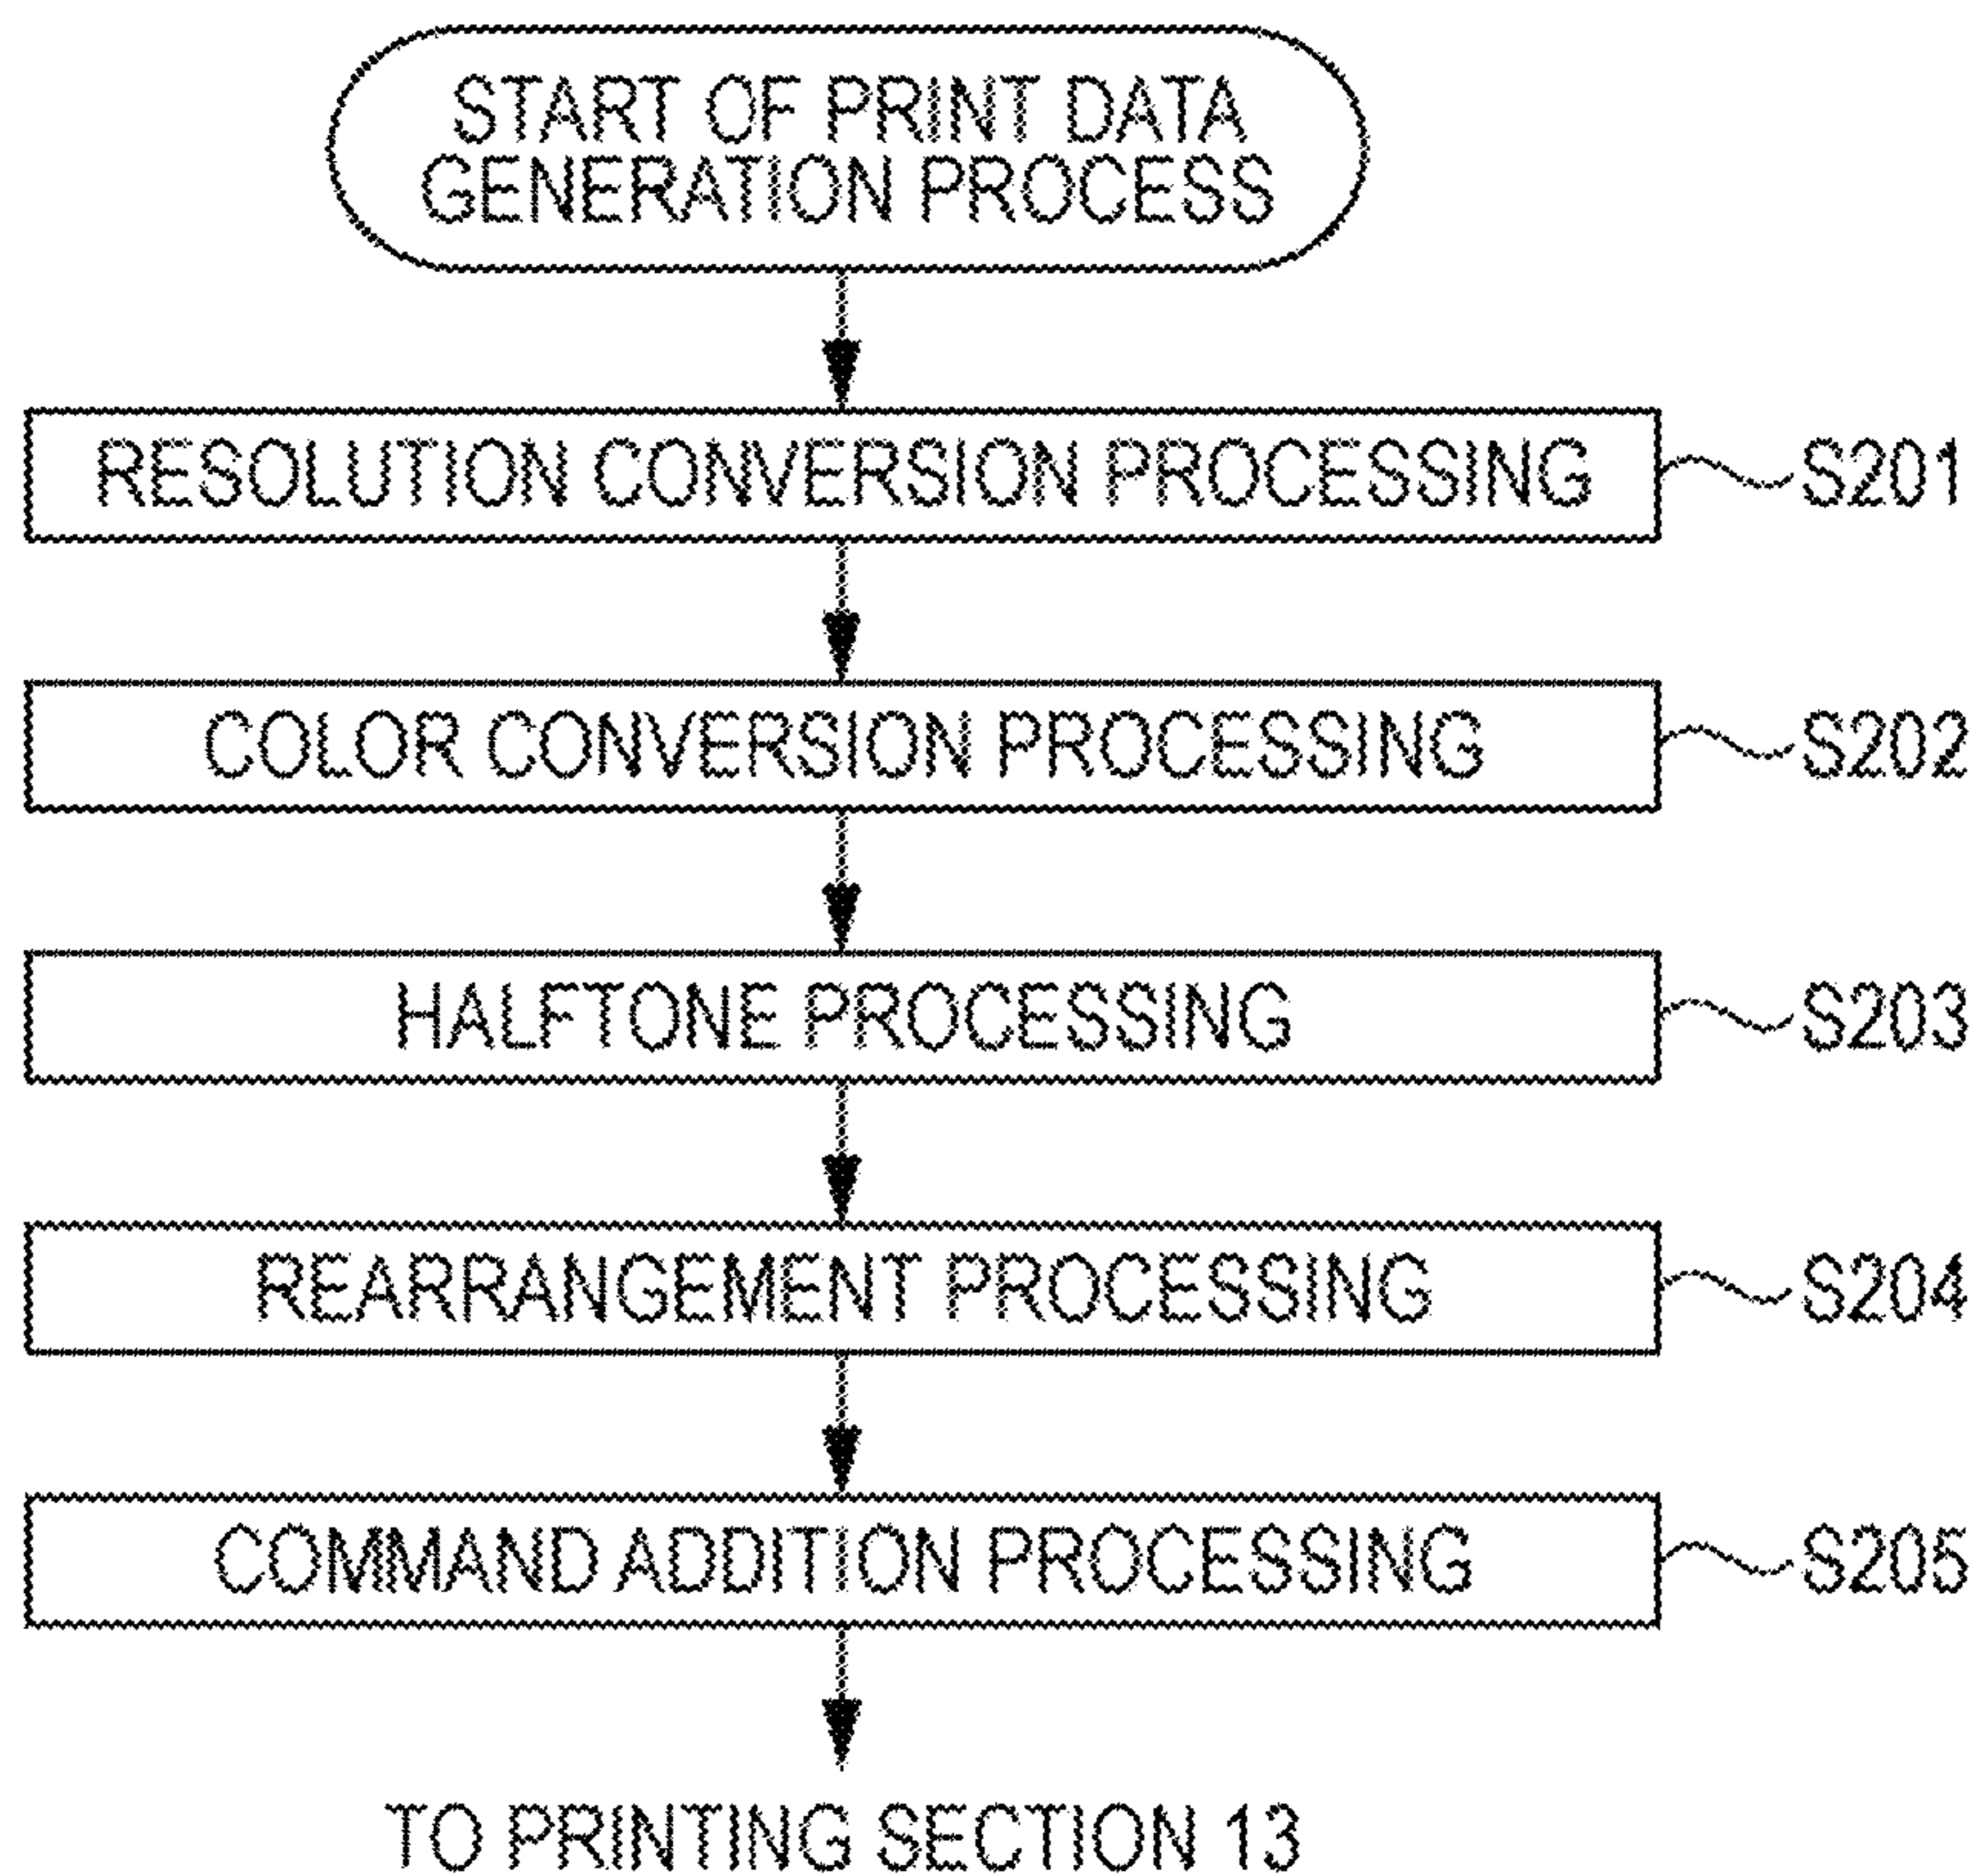 START OF PRINT DATA
GENERATION PROCESS
RESOLUTION CONVERSION PROCESSING S201
COLOR CONVERSION PROCESSING S202
HALFTONE PROCESSING S203
REARRANGEMENT PROCESSING S204
COMMAND ADDITION PROCESSING S205
TO PRINTING SECTION 13